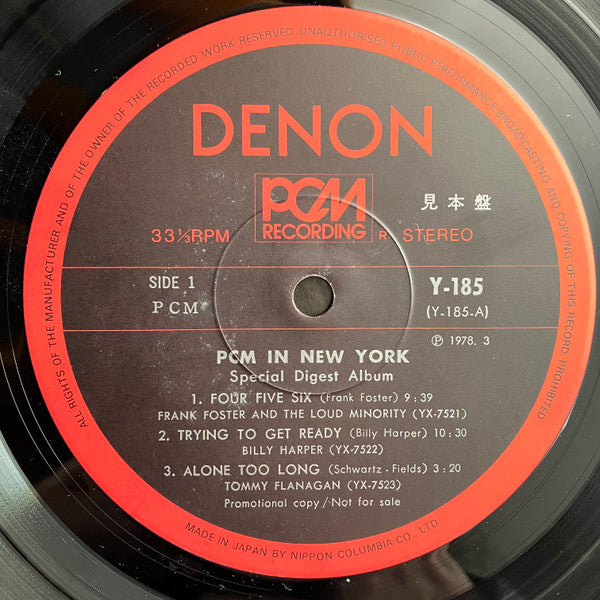 ALL RIGHTS OF THE MANUFACTURER AND OF THE OWNER OF THE RECORDED WORK RESERVED UNAUTHORISED PUBLIC PERFORMANCE BROADCASTING AND COPYING OF THIS RECORD PROHIBITED
DENON
PCM
RECORDING
見本盤
33⅓RPM
R STEREO
SIDE 1
PCM
Y-185
(Y-185-A)
Ⓟ 1978. 3
PCM IN NEW YORK
Special Digest Album
1. FOUR FIVE SIX (Frank Foster) 9:39
FRANK FOSTER AND THE LOUD MINORITY (YX-7521)
2. TRYING TO GET READY (Billy Harper) 10:30
BILLY HARPER (YX-7522)
3. ALONE TOO LONG (Schwartz - Fields) 3:20
TOMMY FLANAGAN (YX-7523)
Promotional copy/Not for sale
MADE IN JAPAN BY NIPPON COLUMBIA CO., LTD.